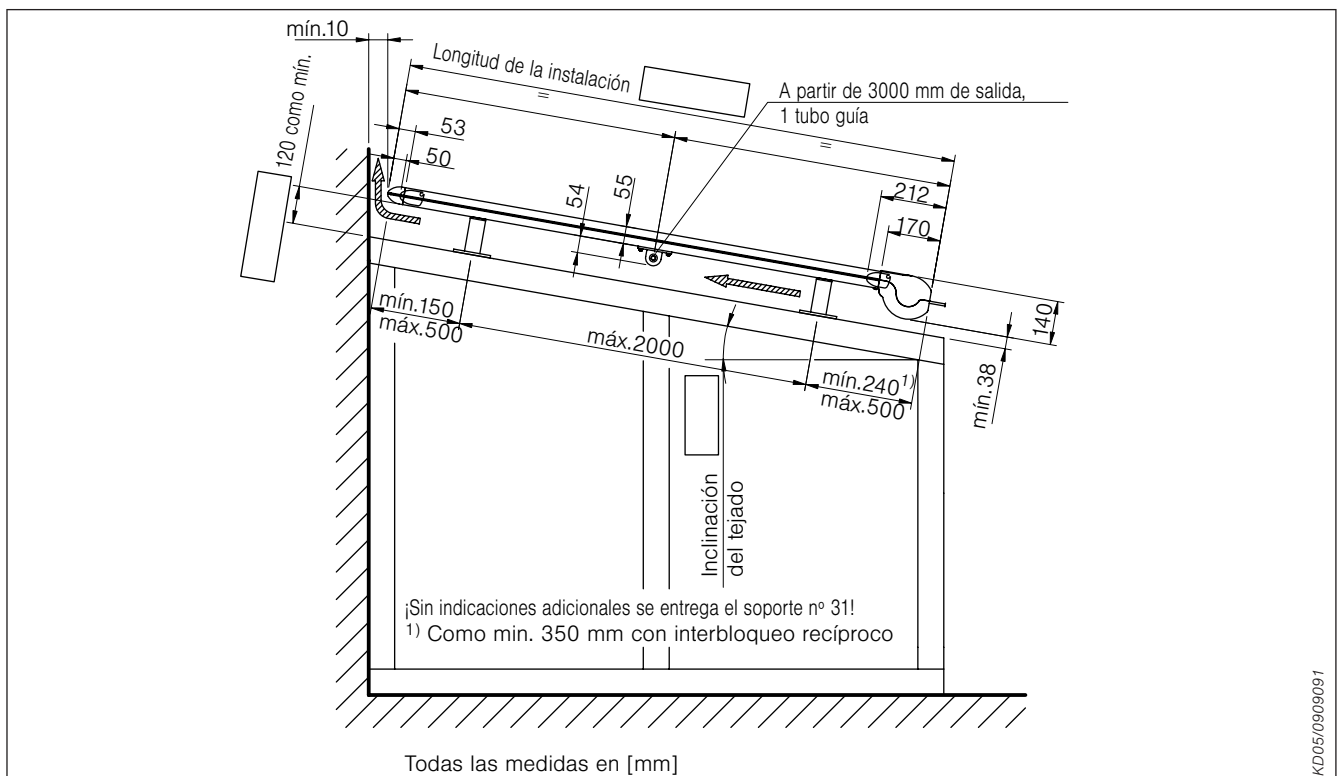 mín.10
120 como mín.
Longitud de la instalación
=
=
A partir de 3000 mm de salida,
1 tubo guía
53
50
54
55
212
170
140
mín.38
mín.150
máx.500
máx.2000
mín.240¹⁾
máx.500
Inclinación
del tejado
¡Sin indicaciones adicionales se entrega el soporte nº 31!
¹⁾ Como min. 350 mm con interbloqueo recíproco
Todas las medidas en [mm]
KD05/0909091